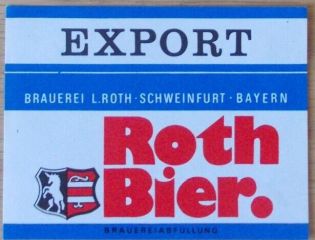 EXPORT
BRAUEREI L.ROTH · SCHWEINFURT · BAYERN
Roth
Bier.
BRAUEREIABFÜLLUNG